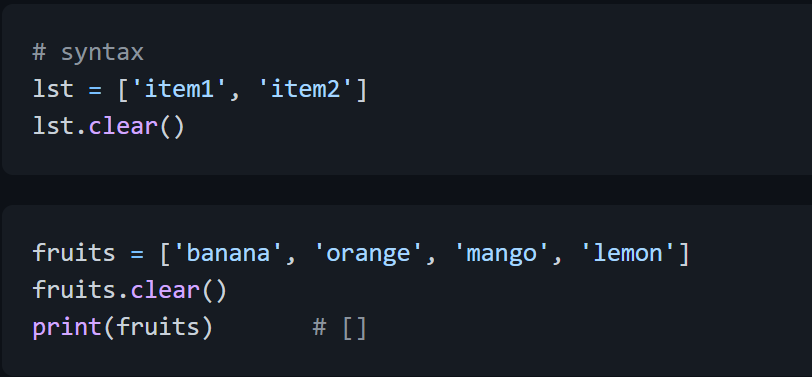 # syntax
lst = ['item1', 'item2']
lst.clear()
fruits = ['banana', 'orange', 'mango', 'lemon']
fruits.clear()
print(fruits)       # []